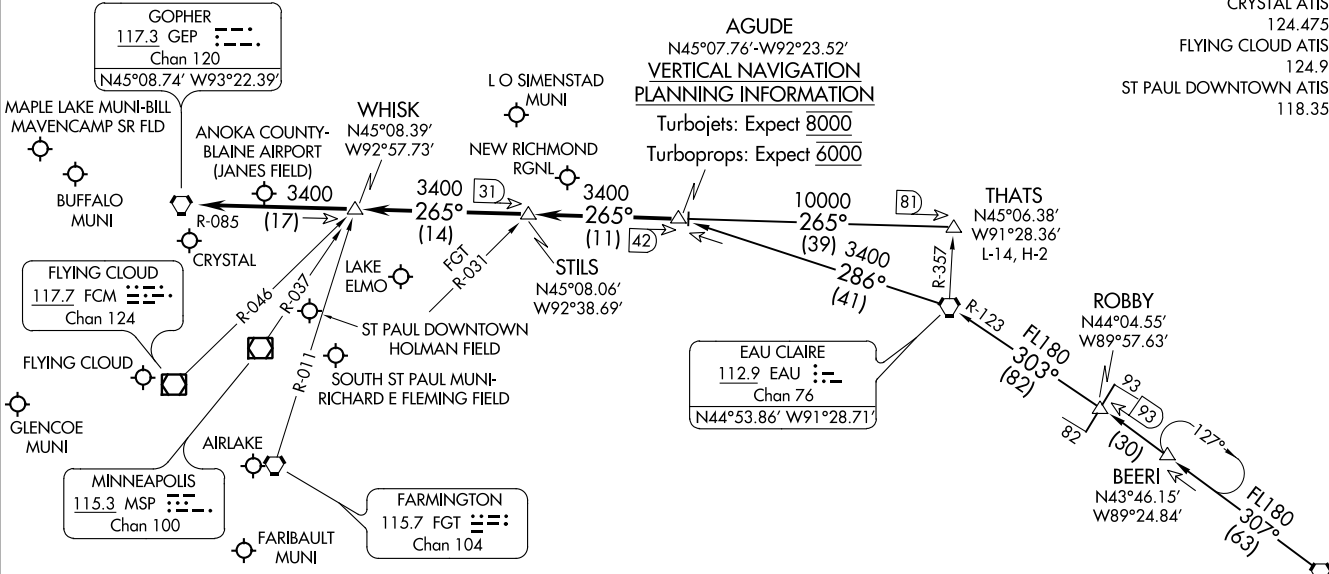 CRYSTAL ATIS
124.475
FLYING CLOUD ATIS
124.9
ST PAUL DOWNTOWN ATIS
118.35
GOPHER
117.3 GEP
Chan 120
N45°08.74' W93°22.39'
AGUDE
N45°07.76'-W92°23.52'
VERTICAL NAVIGATION
PLANNING INFORMATION
Turbojets: Expect 8000
Turboprops: Expect 6000
MAPLE LAKE MUNI-BILL
MAVENCAMP SR FLD
BUFFALO
MUNI
ANOKA COUNTY-
BLAINE AIRPORT
(JANES FIELD)
WHISK
N45°08.39'
W92°57.73'
L O SIMENSTAD
MUNI
NEW RICHMOND
RGNL
R-085
3400
(17)
3400
265°
(14)
31
3400
265°
(11)
42
10000
265°
(39)
81
THATS
N45°06.38'
W91°28.36'
L-14, H-2
CRYSTAL
STILS
N45°08.06'
W92°38.69'
FGT
R-031
LAKE
ELMO
3400
286°
(41)
R-357
FLYING CLOUD
117.7 FCM
Chan 124
R-046
R-037
R-011
FLYING CLOUD
ST PAUL DOWNTOWN
HOLMAN FIELD
SOUTH ST PAUL MUNI-
RICHARD E FLEMING FIELD
GLENCOE
MUNI
EAU CLAIRE
112.9 EAU
Chan 76
N44°53.86' W91°28.71'
R-123
FL180
303°
(82)
ROBBY
N44°04.55'
W89°57.63'
93
93
82
(30)
127°
BEERI
N43°46.15'
W89°24.84'
FL180
307°
(63)
AIRLAKE
MINNEAPOLIS
115.3 MSP
Chan 100
FARMINGTON
115.7 FGT
Chan 104
FARIBAULT
MUNI